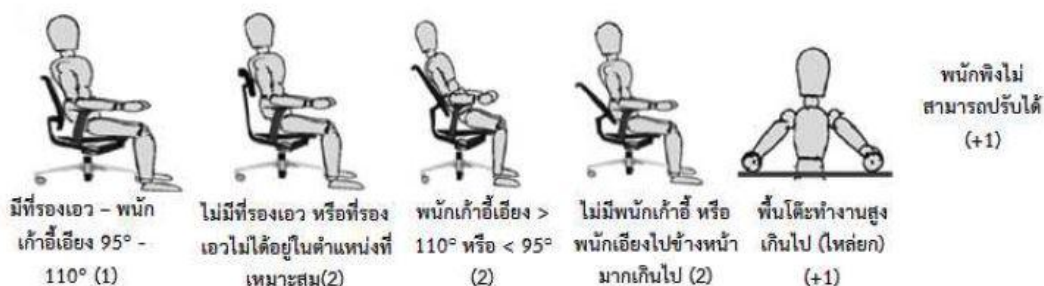 มีที่รองเอว – พนัก
เก้าอี้เอียง 95° -
110° (1)
ไม่มีที่รองเอว หรือที่รอง
เอวไม่ได้อยู่ในตำแหน่งที่
เหมาะสม(2)
พนักเก้าอี้เอียง >
110° หรือ < 95°
(2)
ไม่มีพนักเก้าอี้ หรือ
พนักเอียงไปข้างหน้า
มากเกินไป (2)
พื้นโต๊ะทำงานสูง
เกินไป (ไหล่ยก)
(+1)
พนักพิงไม่
สามารถปรับได้
(+1)